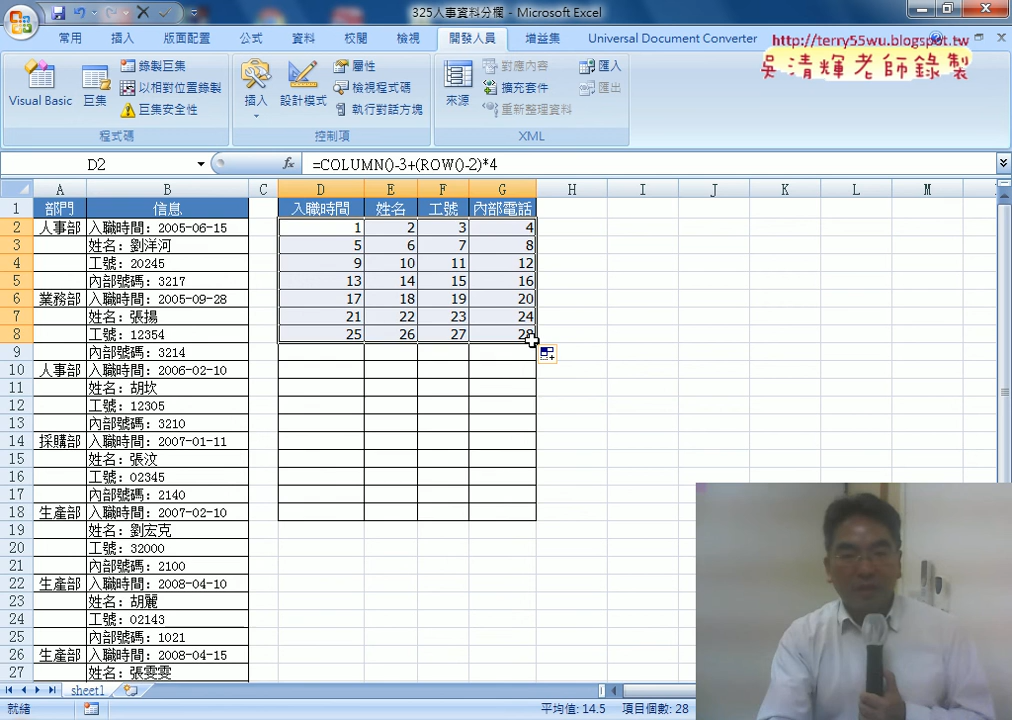 325人事資料分欄 - Microsoft Excel
常用 插入 版面配置 公式 資料 校閱 檢視 開發人員 增益集 Universal Document Converter
http://terry55wu.blogspot.tw
吳清輝老師錄製
Visual Basic 巨集 錄製巨集 以相對位置錄製 巨集安全性
程式碼
插入 設計模式 屬性 檢視程式碼 執行對話方塊
控制項
來源 對應內容 擴充套件 重新整理資料 匯入 匯出
XML
D2 fx =COLUMN()-3+(ROW()-2)*4
A B C D E F G H I J K L M
1 部門 信息 入職時間 姓名 工號 內部電話
2 人事部 入職時間：2005-06-15 1 2 3 4
3 姓名：劉洋河 5 6 7 8
4 工號：20245 9 10 11 12
5 內部號碼：3217 13 14 15 16
6 業務部 入職時間：2005-09-28 17 18 19 20
7 姓名：張揚 21 22 23 24
8 工號：12354 25 26 27 28
9 內部號碼：3214
10 人事部 入職時間：2006-02-10
11 姓名：胡坎
12 工號：12305
13 內部號碼：3210
14 採購部 入職時間：2007-01-11
15 姓名：張汶
16 工號：02345
17 內部號碼：2140
18 生產部 入職時間：2007-02-10
19 姓名：劉宏克
20 工號：32000
21 內部號碼：2100
22 生產部 入職時間：2008-04-10
23 姓名：胡麗
24 工號：02143
25 內部號碼：1021
26 生產部 入職時間：2008-04-15
27 姓名：張雯雯
sheet1
就緒 平均值: 14.5 項目個數: 28